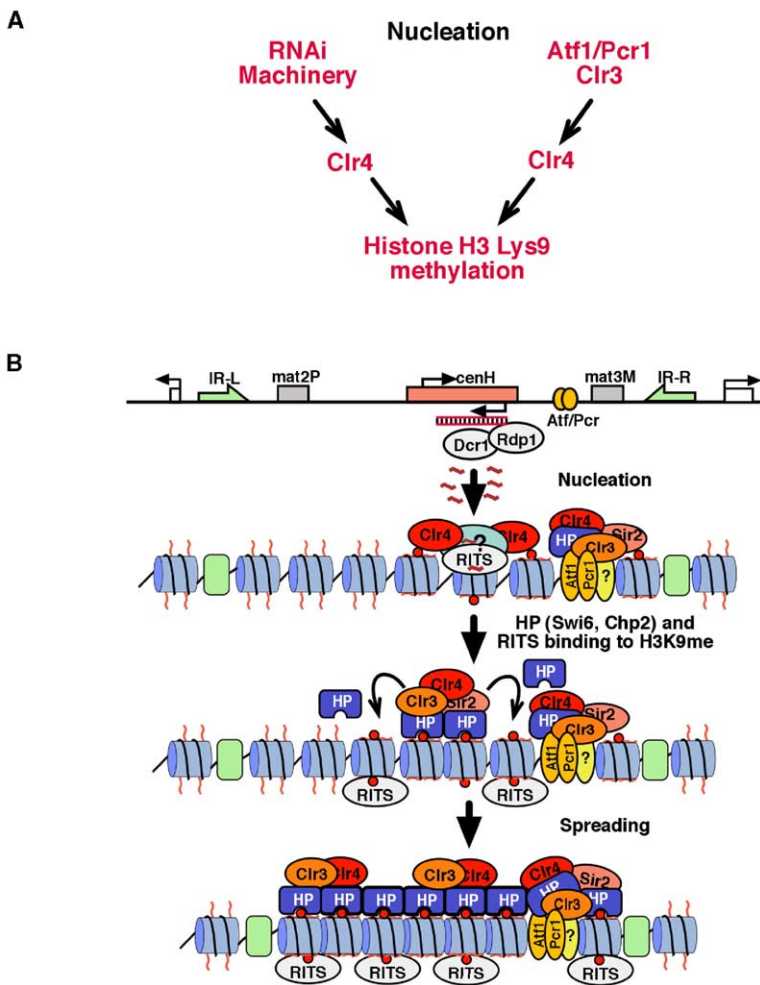 A
Nucleation
RNAi
Machinery
Atf1/Pcr1
Clr3
Clr4
Clr4
Histone H3 Lys9
methylation
B
IR-L
mat2P
cenH
mat3M
IR-R
Atf/Pcr
Dcr1
Rdp1
Nucleation
Clr4
?
Clr4
RITS
Clr4
HP
Sir2
Clr3
Atf1
Pcr1
?
HP (Swi6, Chp2) and
RITS binding to H3K9me
HP
Clr4
Clr3
Sir2
HP
HP
HP
Clr4
HP
Sir2
Clr3
Atf1
Pcr1
?
RITS
RITS
Spreading
Clr3
Clr4
Clr3
Clr4
Clr4
Sir2
HP
HP
HP
HP
HP
HP
HP
Clr3
HP
Atf1
Pcr1
?
RITS
RITS
RITS
RITS